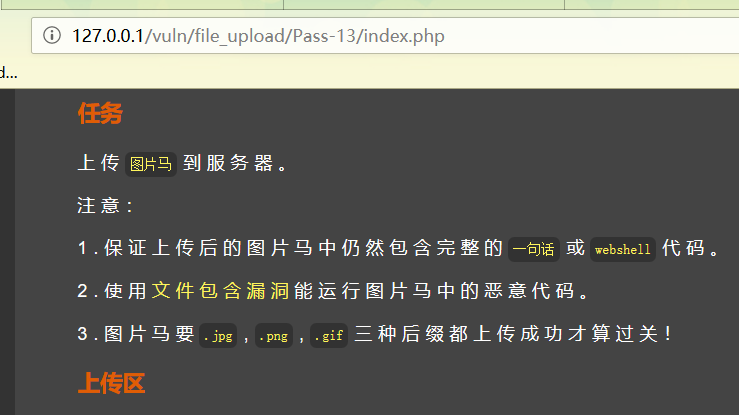 127.0.0.1/vuln/file_upload/Pass-13/index.php
d...
任务
上传 图片马 到服务器。
注意：
1.保证上传后的图片马中仍然包含完整的 一句话 或 webshell 代码。
2.使用文件包含漏洞能运行图片马中的恶意代码。
3.图片马要 .jpg , .png , .gif 三种后缀都上传成功才算过关！
上传区